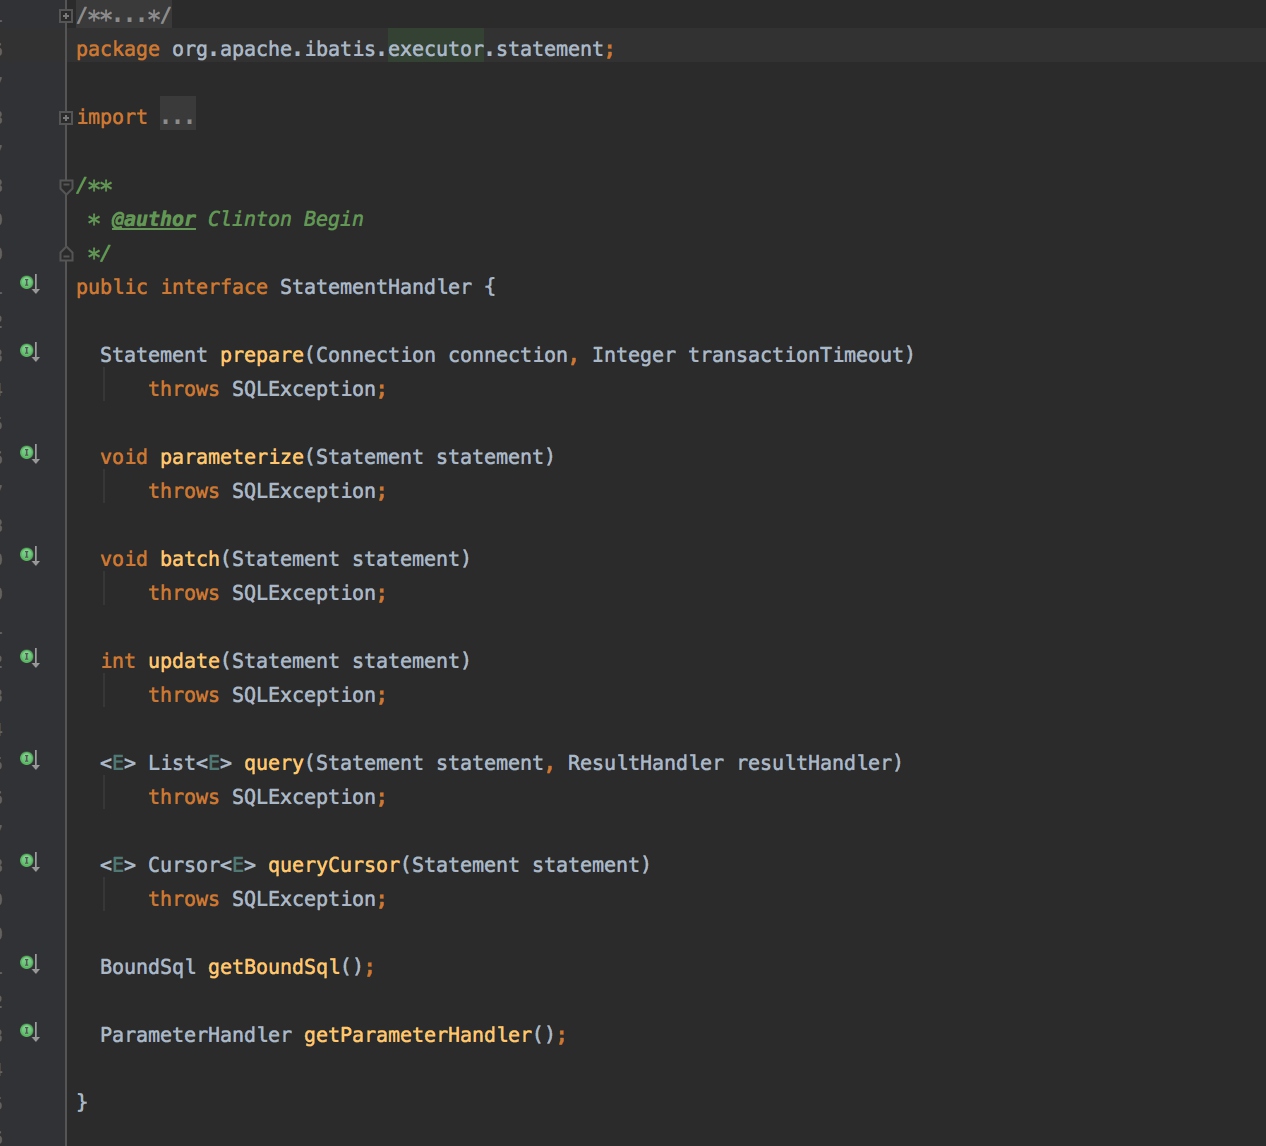 /**...*/
package org.apache.ibatis.executor.statement;
import ...
/**
* @author Clinton Begin
*/
public interface StatementHandler {
Statement prepare(Connection connection, Integer transactionTimeout)
throws SQLException;
void parameterize(Statement statement)
throws SQLException;
void batch(Statement statement)
throws SQLException;
int update(Statement statement)
throws SQLException;
<E> List<E> query(Statement statement, ResultHandler resultHandler)
throws SQLException;
<E> Cursor<E> queryCursor(Statement statement)
throws SQLException;
BoundSql getBoundSql();
ParameterHandler getParameterHandler();
}